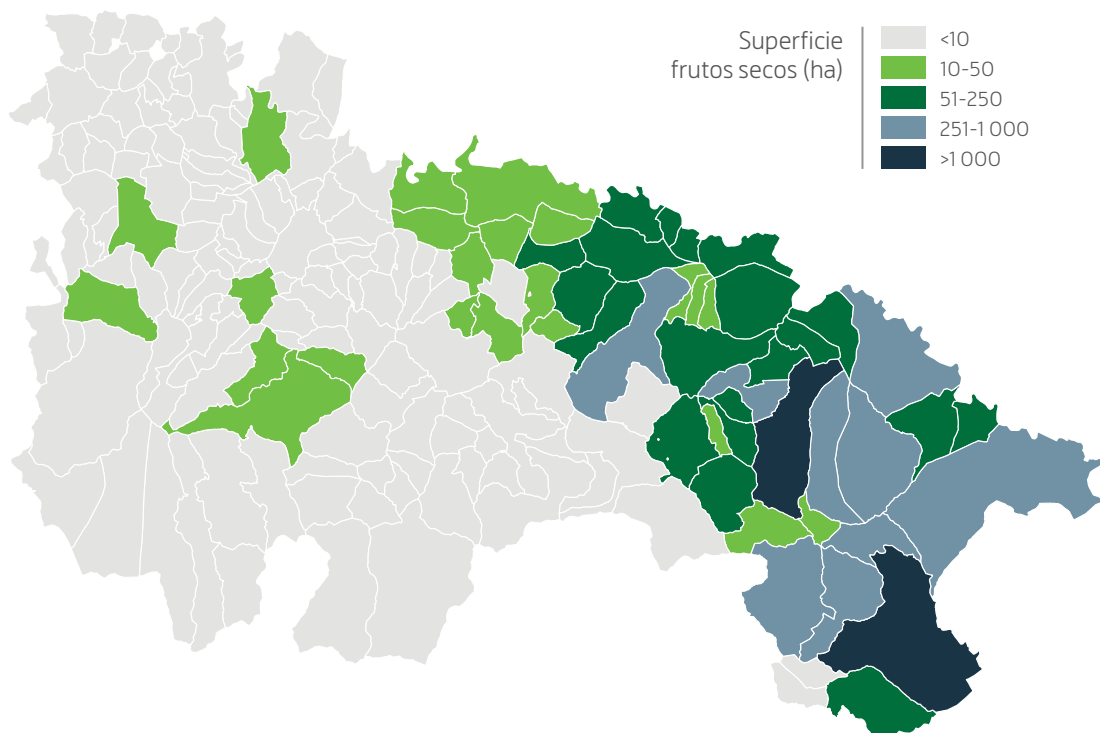 Superficie
frutos secos (ha)
<10
10-50
51-250
251-1 000
>1 000